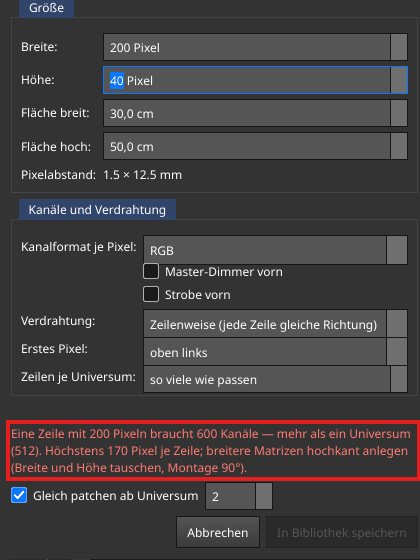 Größe
Breite: 200 Pixel
Höhe: 40 Pixel
Fläche breit: 30,0 cm
Fläche hoch: 50,0 cm
Pixelabstand: 1.5 × 12.5 mm
Kanäle und Verdrahtung
Kanalformat je Pixel: RGB
Master-Dimmer vorn
Strobe vorn
Verdrahtung: Zeilenweise (jede Zeile gleiche Richtung)
Erstes Pixel: oben links
Zeilen je Universum: so viele wie passen
Eine Zeile mit 200 Pixeln braucht 600 Kanäle — mehr als ein Universum
(512). Höchstens 170 Pixel je Zeile; breitere Matrizen hochkant anlegen
(Breite und Höhe tauschen, Montage 90°).
Gleich patchen ab Universum 2
Abbrechen In Bibliothek speichern